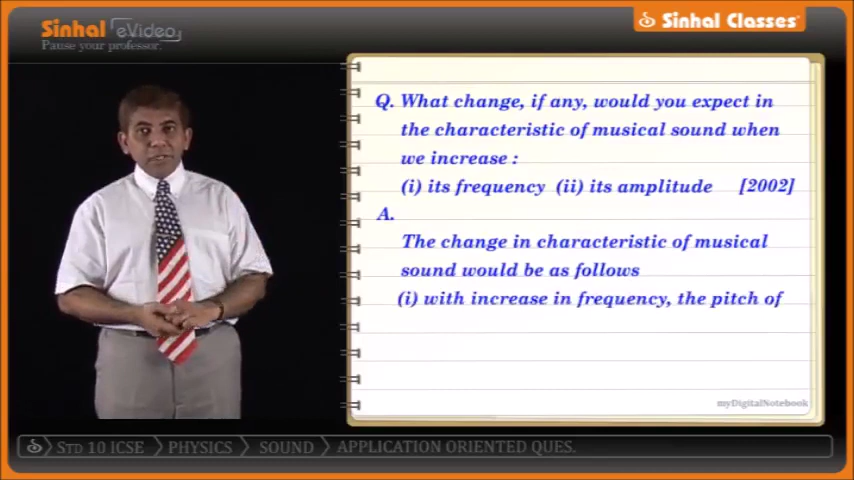 Sinhal eVideo
Pause your professor.
Sinhal Classes
Q. What change, if any, would you expect in
the characteristic of musical sound when
we increase :
(i) its frequency (ii) its amplitude [2002]
A.
The change in characteristic of musical
sound would be as follows
(i) with increase in frequency, the pitch of
myDigitalNotebook
STD 10 ICSE PHYSICS SOUND APPLICATION ORIENTED QUES.